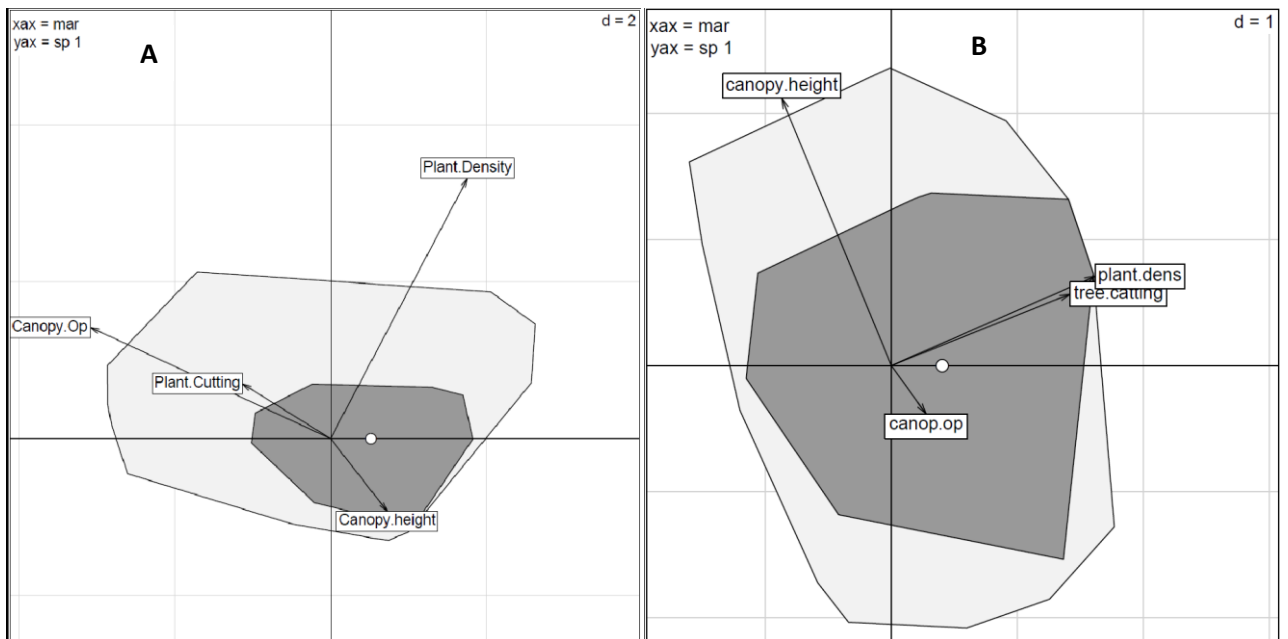 xax = mar
yax = sp 1
A
d = 2
Plant.Density
Canopy.Op
Plant.Cutting
Canopy.height
xax = mar
yax = sp 1
B
d = 1
canopy.height
plant.dens
tree.catting
canop.op